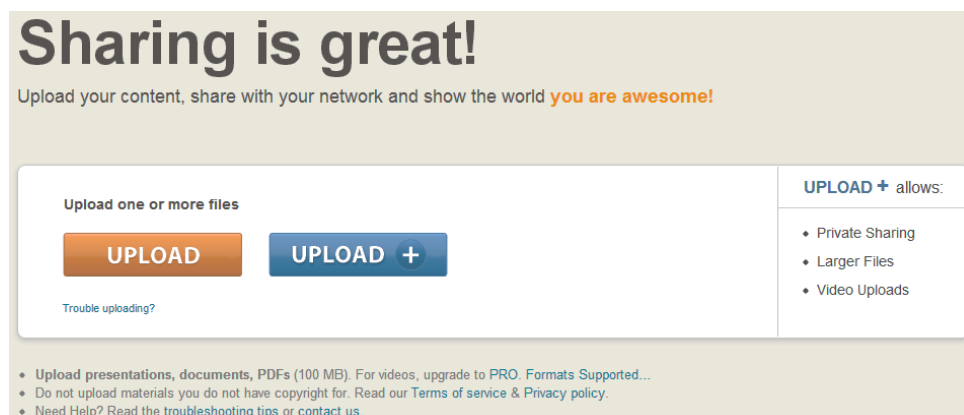 Sharing is great!
Upload your content, share with your network and show the world you are awesome!
Upload one or more files
UPLOAD
UPLOAD +
Trouble uploading?
UPLOAD + allows:
• Private Sharing
• Larger Files
• Video Uploads
• Upload presentations, documents, PDFs (100 MB). For videos, upgrade to PRO. Formats Supported...
• Do not upload materials you do not have copyright for. Read our Terms of service & Privacy policy.
• Need Help? Read the troubleshooting tips or contact us